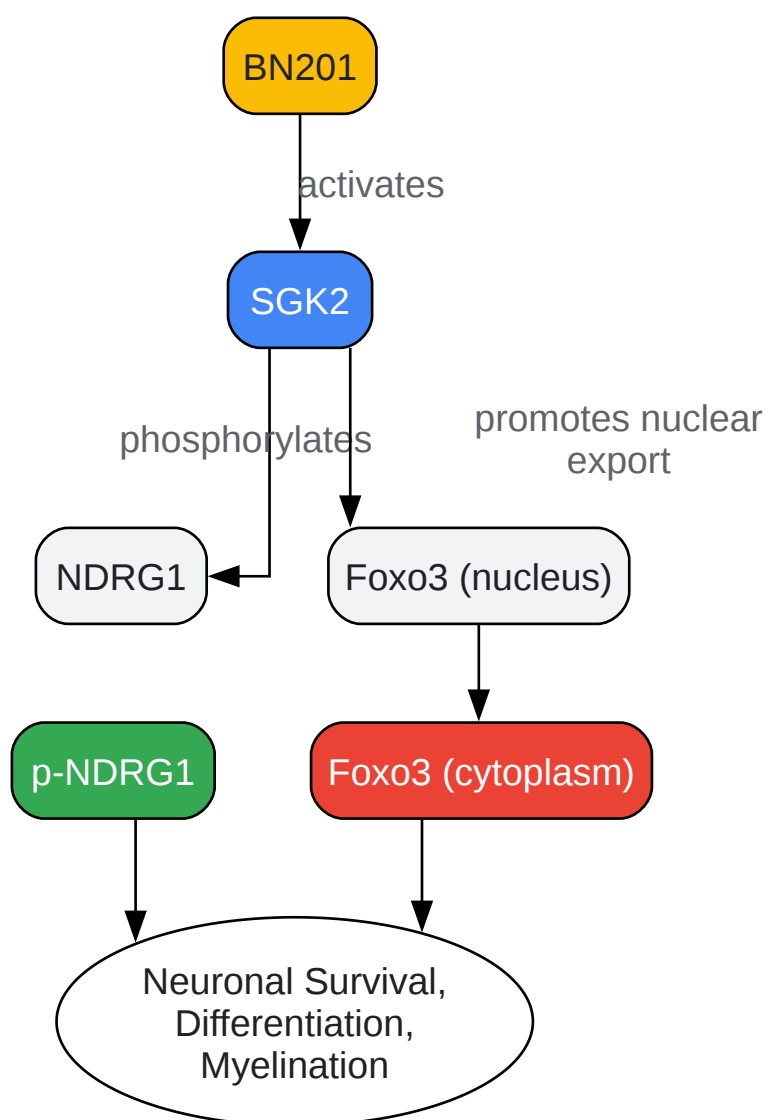 BN201
activates
SGK2
phosphorylates
promotes nuclear
export
NDRG1
Foxo3 (nucleus)
p-NDRG1
Foxo3 (cytoplasm)
Neuronal Survival,
Differentiation,
Myelination